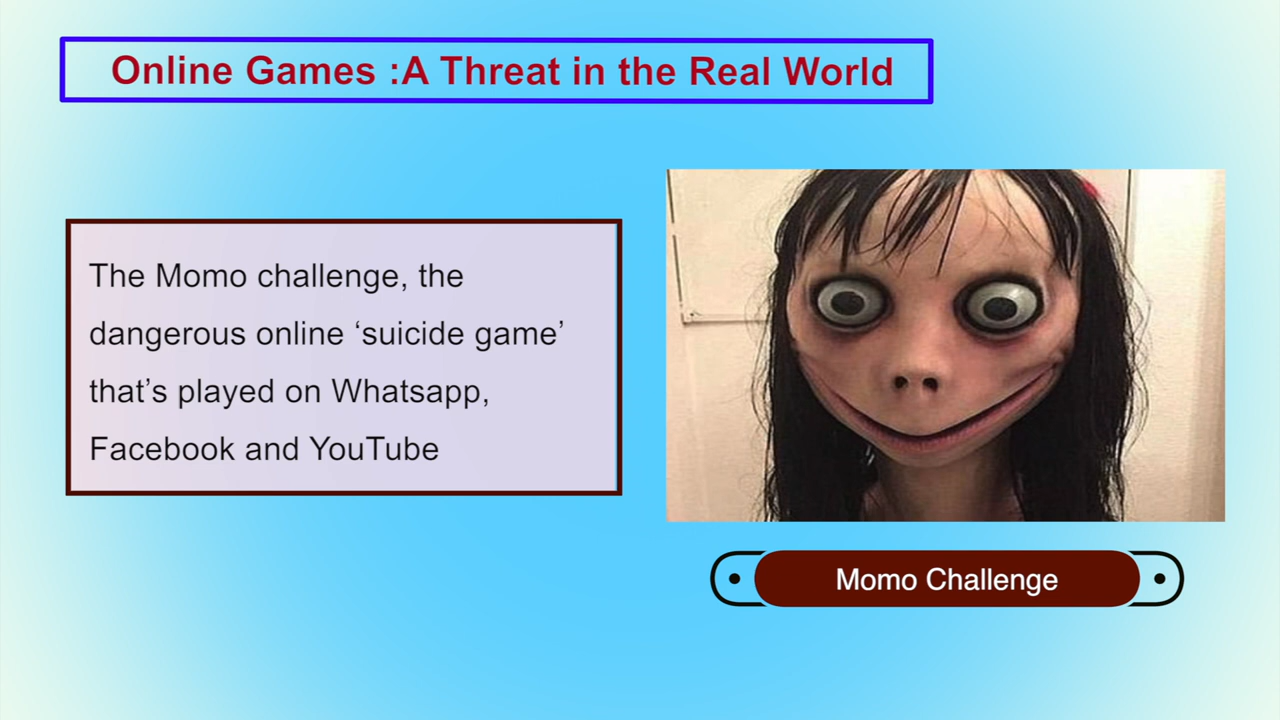 Online Games :A Threat in the Real World
The Momo challenge, the
dangerous online ‘suicide game’
that’s played on Whatsapp,
Facebook and YouTube
Momo Challenge